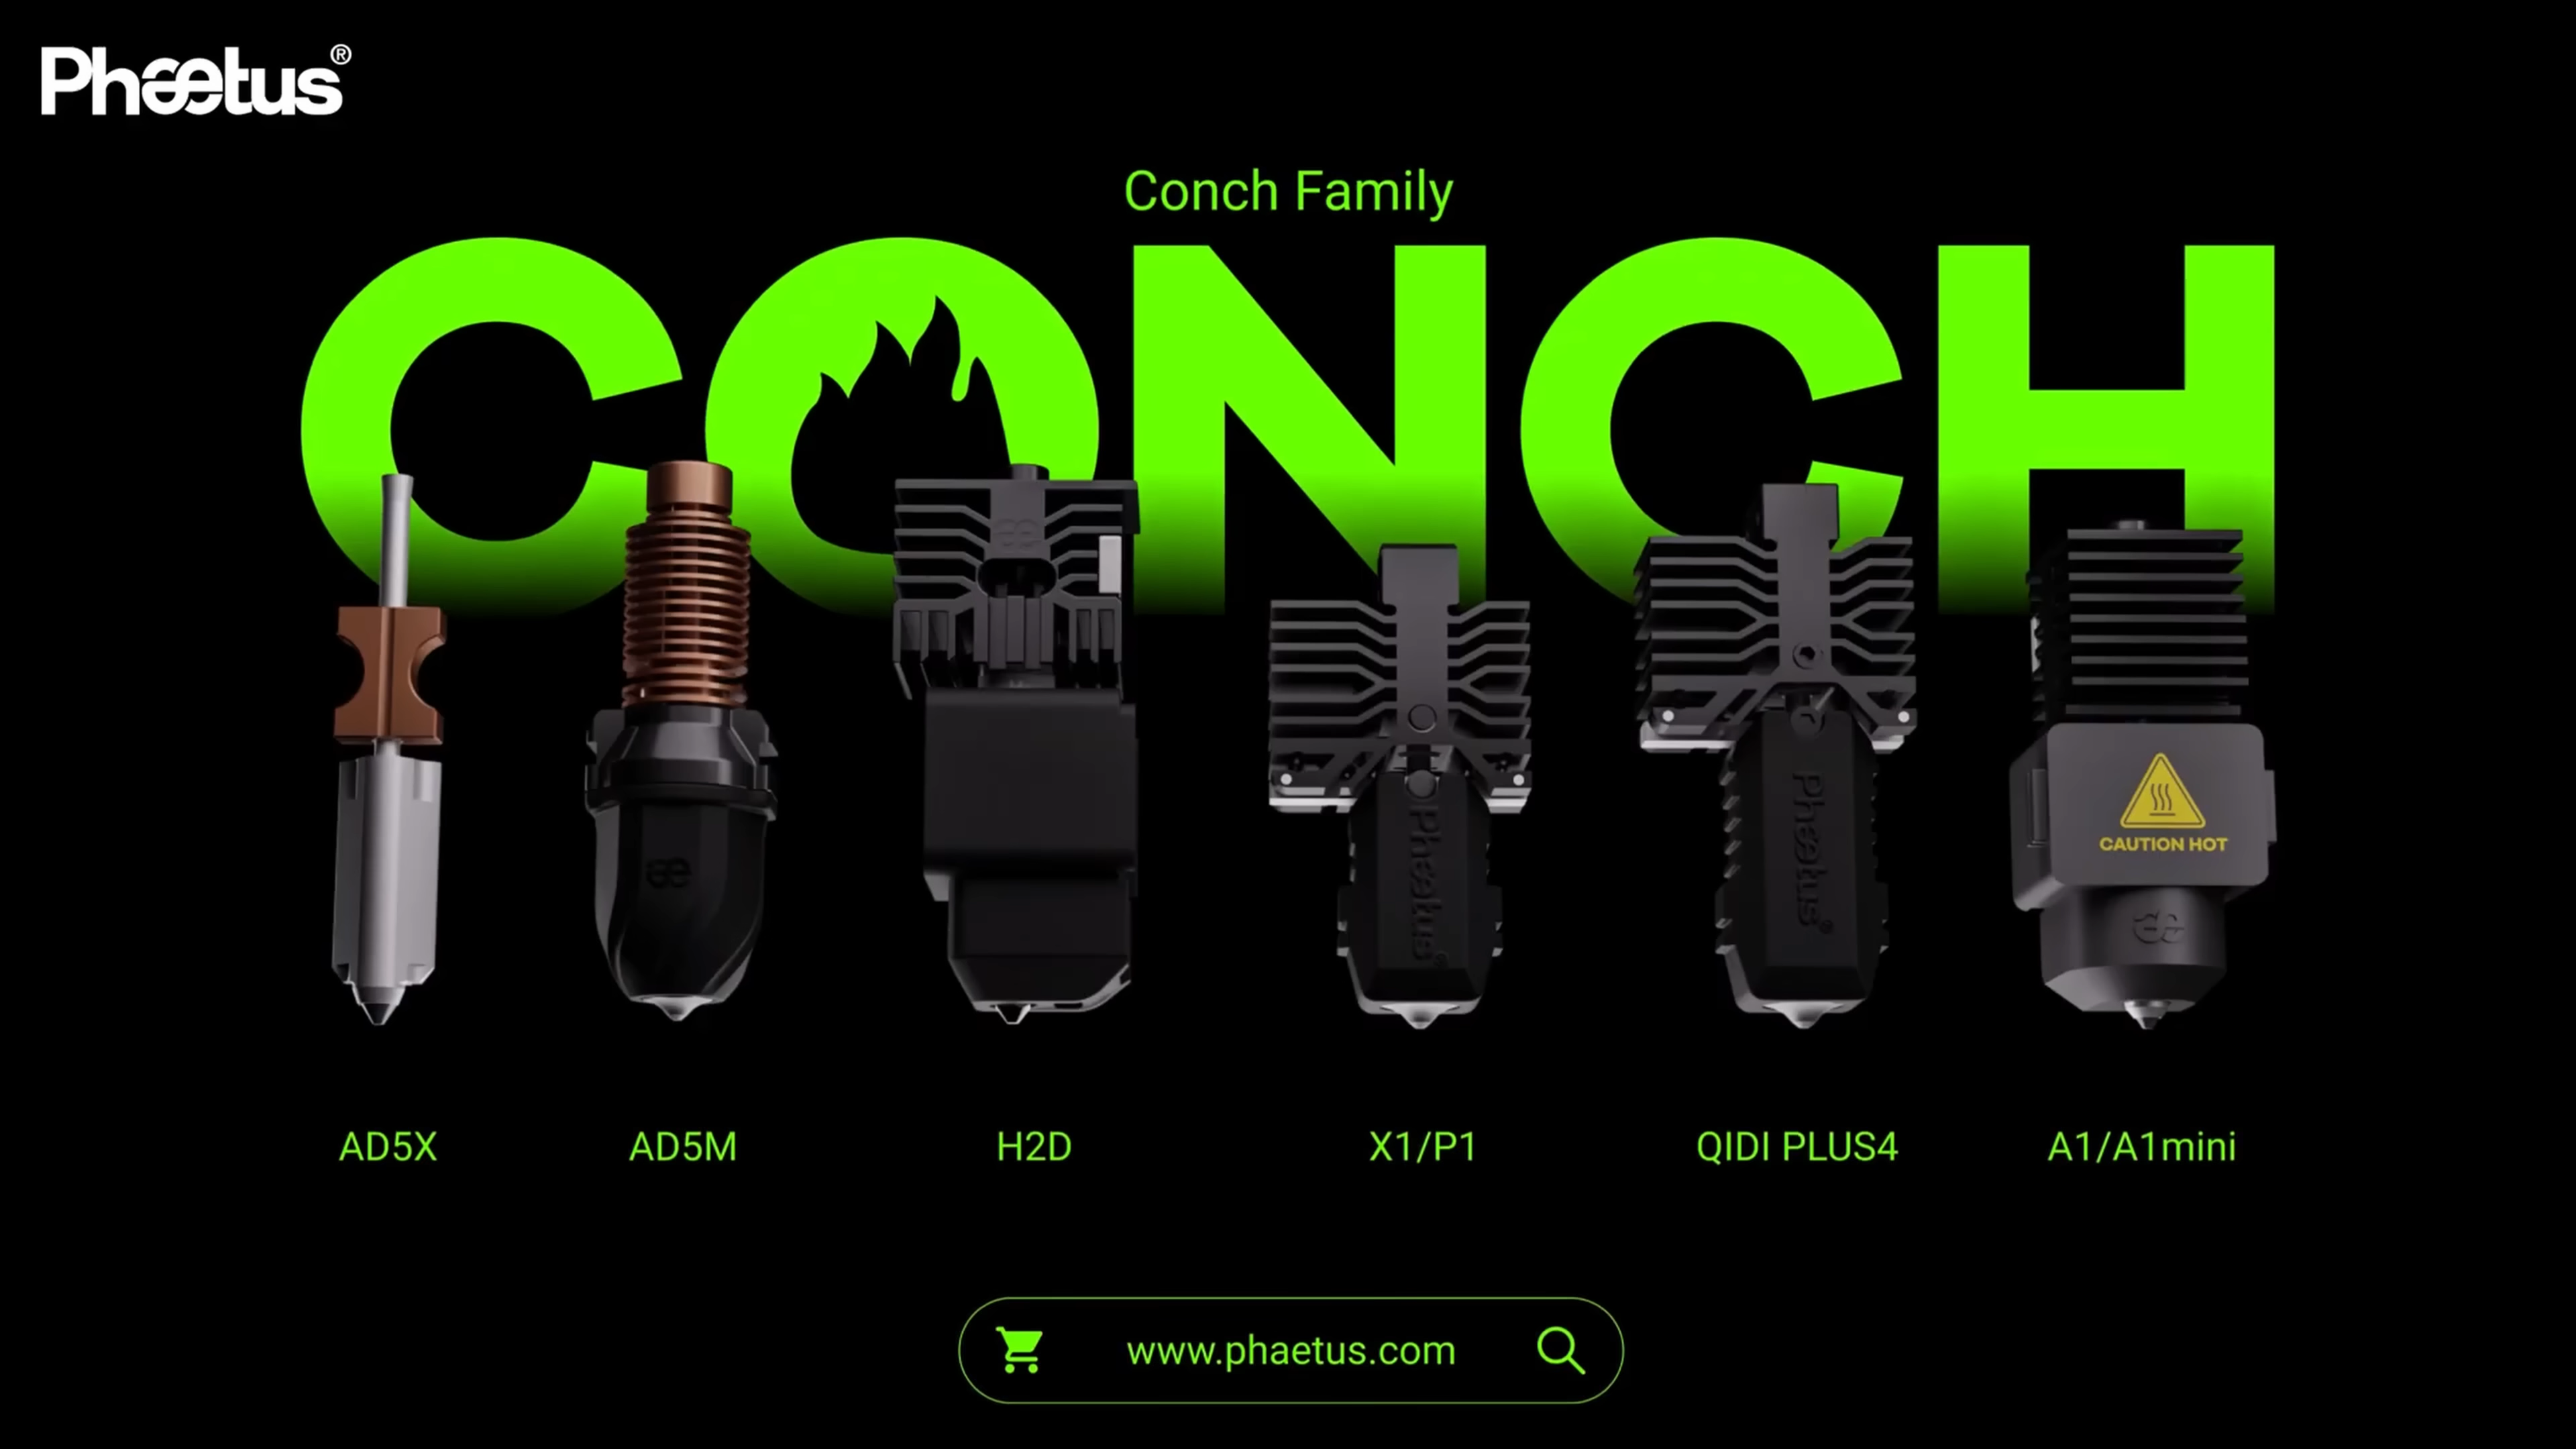 Phaetus®
Conch Family
CONCH
Phaetus®
Phaetus®
CAUTION HOT
AD5X
AD5M
H2D
X1/P1
QIDI PLUS4
A1/A1mini
www.phaetus.com